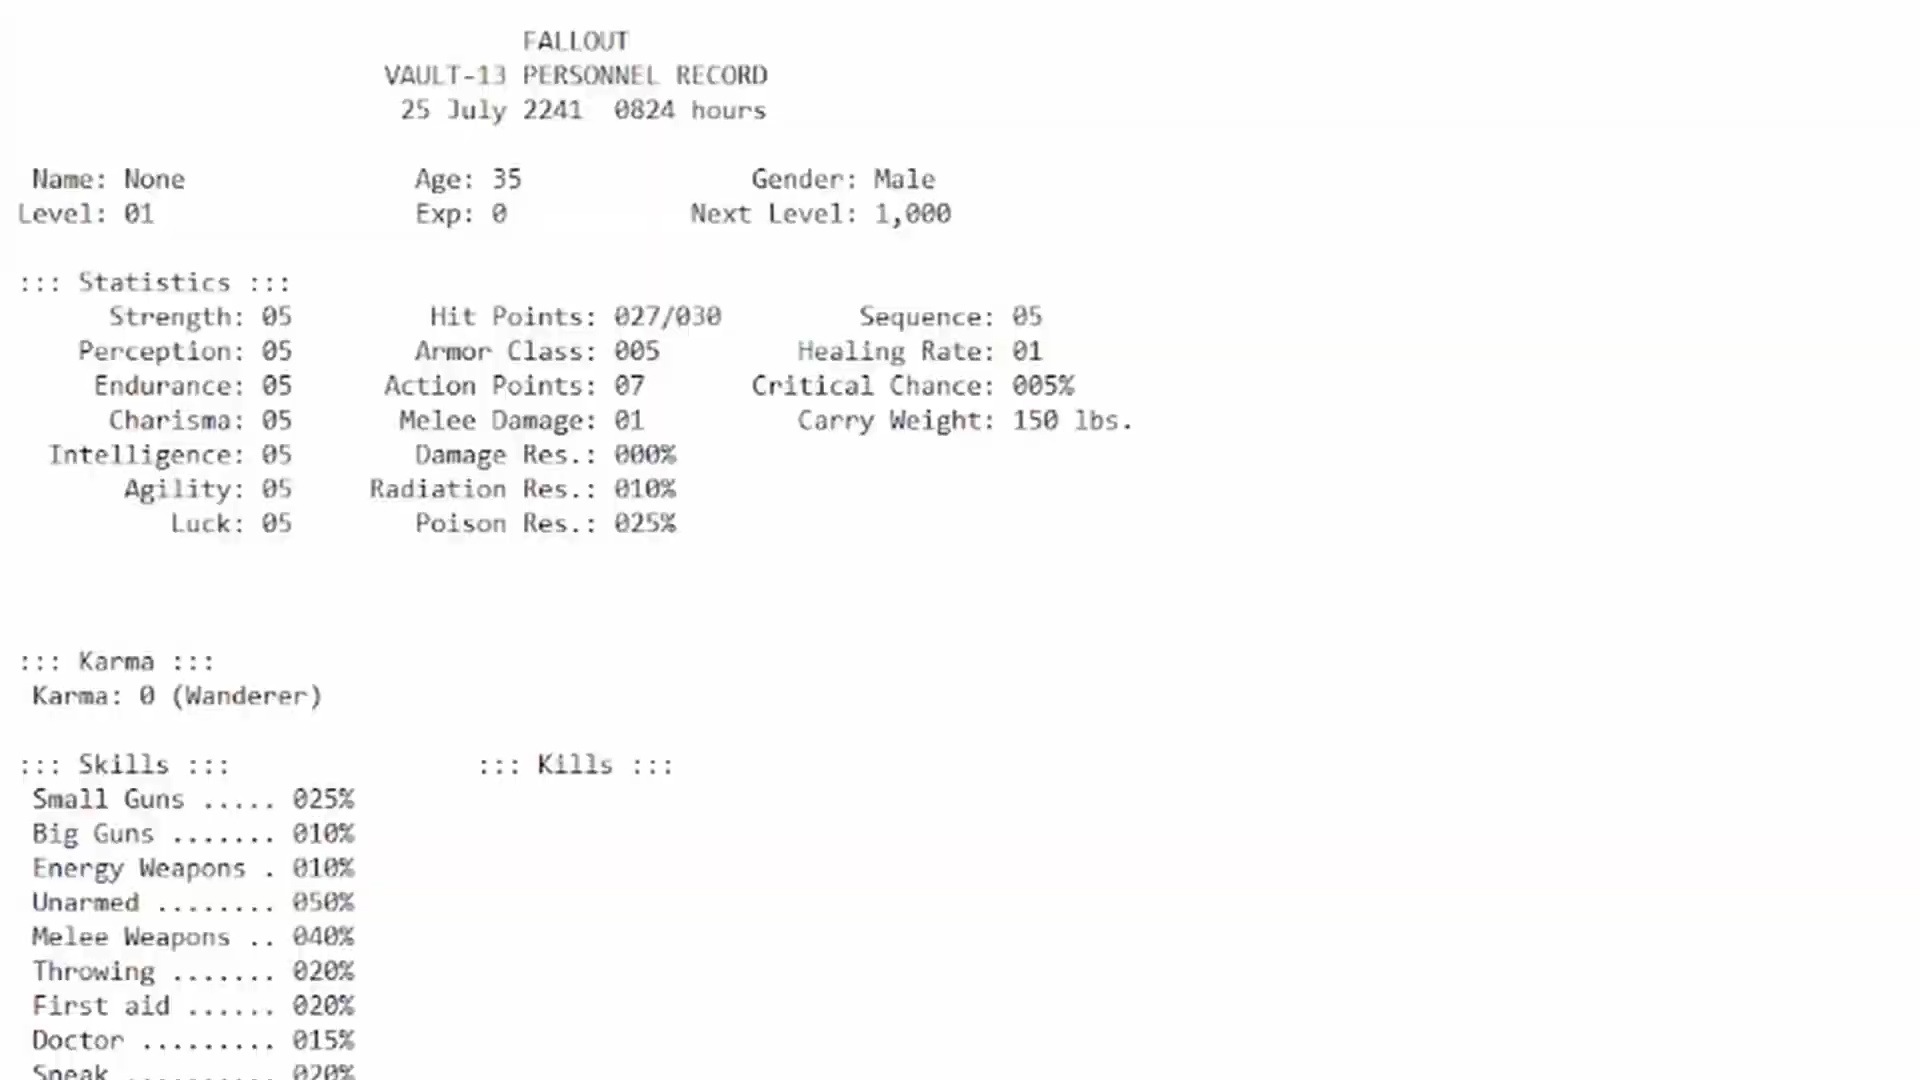 FALLOUT
VAULT-13 PERSONNEL RECORD
25 July 2241  0824 hours
Name: None Age: 35 Gender: Male
Level: 01 Exp: 0 Next Level: 1,000
::: Statistics :::
Strength: 05 Hit Points: 027/030 Sequence: 05
Perception: 05 Armor Class: 005 Healing Rate: 01
Endurance: 05 Action Points: 07 Critical Chance: 005%
Charisma: 05 Melee Damage: 01 Carry Weight: 150 lbs.
Intelligence: 05 Damage Res.: 000%
Agility: 05 Radiation Res.: 010%
Luck: 05 Poison Res.: 025%
::: Karma :::
Karma: 0 (Wanderer)
::: Skills ::: ::: Kills :::
Small Guns ..... 025%
Big Guns ....... 010%
Energy Weapons . 010%
Unarmed ........ 050%
Melee Weapons .. 040%
Throwing ....... 020%
First aid ...... 020%
Doctor ......... 015%
Sneak .......... 020%